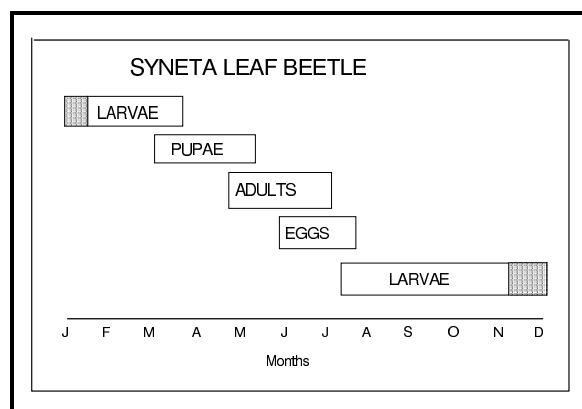 SYNETA LEAF BEETLE
LARVAE
PUPAE
ADULTS
EGGS
LARVAE
J F M A M J J A S O N D
Months